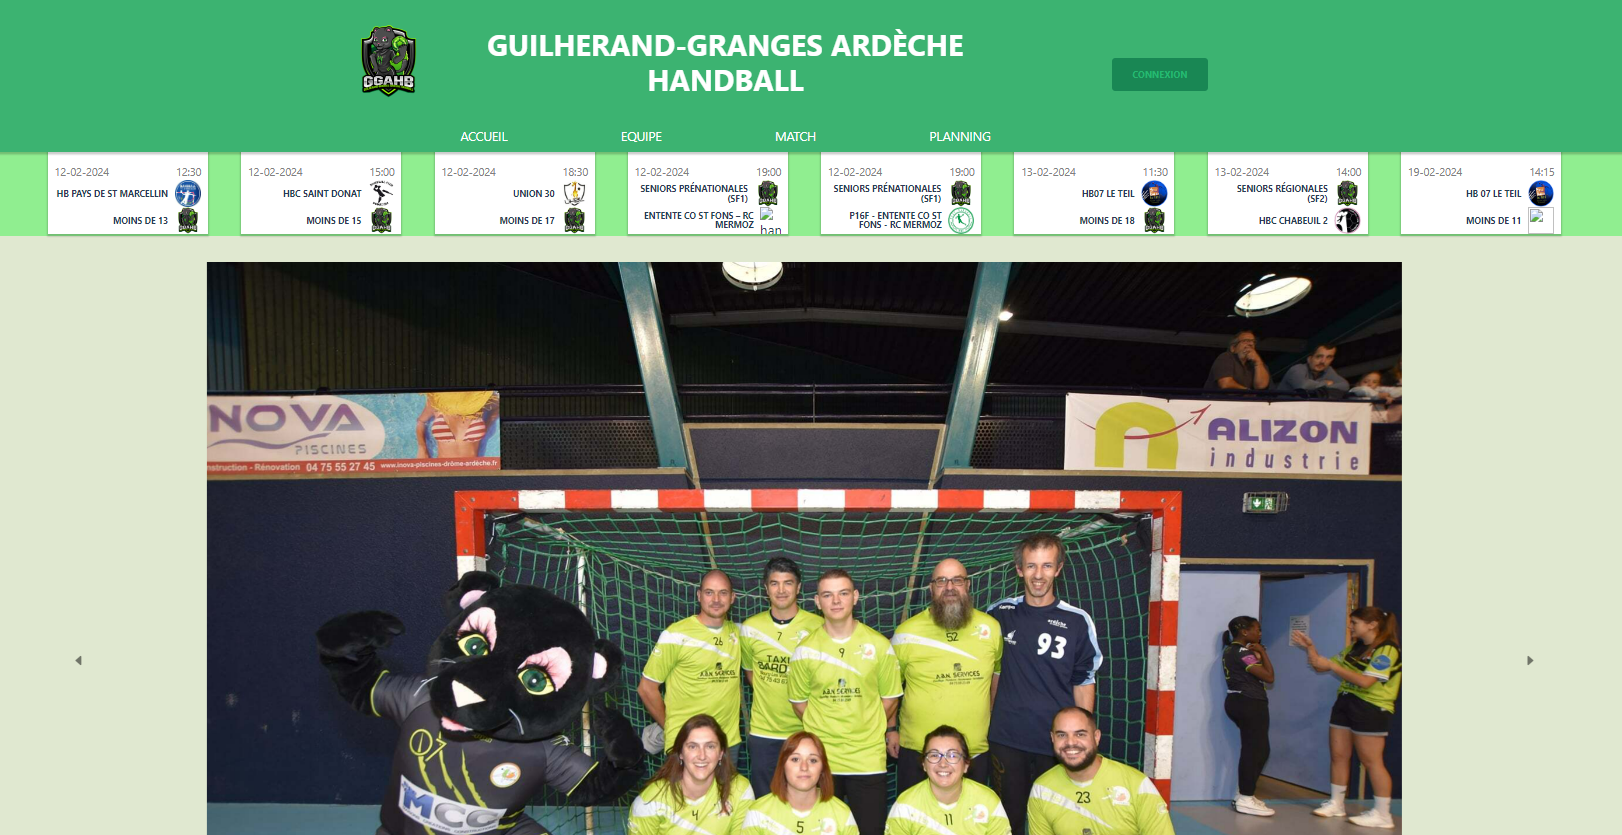 GGAHB
GUILHERAND-GRANGES ARDÈCHE
HANDBALL
CONNEXION
ACCUEIL
EQUIPE
MATCH
PLANNING
12-02-2024 12:30
HB PAYS DE ST MARCELLIN
MOINS DE 13
12-02-2024 15:00
HBC SAINT DONAT
MOINS DE 15
12-02-2024 18:30
UNION 30
MOINS DE 17
12-02-2024 19:00
SENIORS PRÉNATIONALES
(SF1)
ENTENTE CO ST FONS – RC
MERMOZ
han
12-02-2024 19:00
SENIORS PRÉNATIONALES
(SF1)
P16F - ENTENTE CO ST
FONS - RC MERMOZ
13-02-2024 11:30
HB07 LE TEIL
MOINS DE 18
13-02-2024 14:00
SENIORS RÉGIONALES
(SF2)
HBC CHABEUIL 2
19-02-2024 14:15
HB 07 LE TEIL
MOINS DE 11
NOVA
PISCINES
nstruction - Rénovation 04 75 55 27 45 www.inova-piscines-drôme-ardèche.fr
ALIZON
industrie
26
7
9
52
93
TAXI
A&N SERVICES
A&N SERVICES
MCC
4
5
11
23